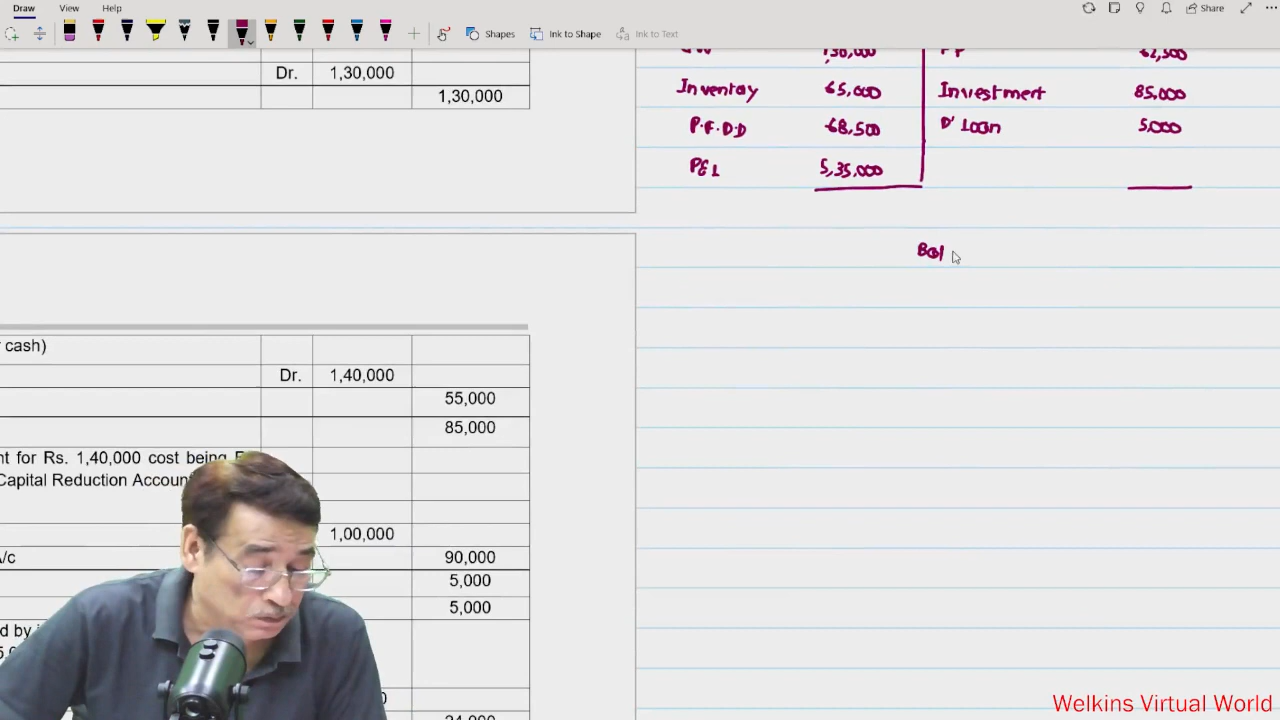 Draw View Help
Share
Shapes Ink to Shape Ink to Text
Dr. 1,30,000
1,30,000
62,500
Inventory 65,000 Investment 85,000
P.F.D.D 68,500 D' Loan 5,000
P&L 5,35,000
Bal
r cash)
Dr. 1,40,000
55,000
85,000
nt for Rs. 1,40,000 cost being
Capital Reduction Accoun
1,00,000
A/c 90,000
5,000
5,000
d by i
Welkins Virtual World